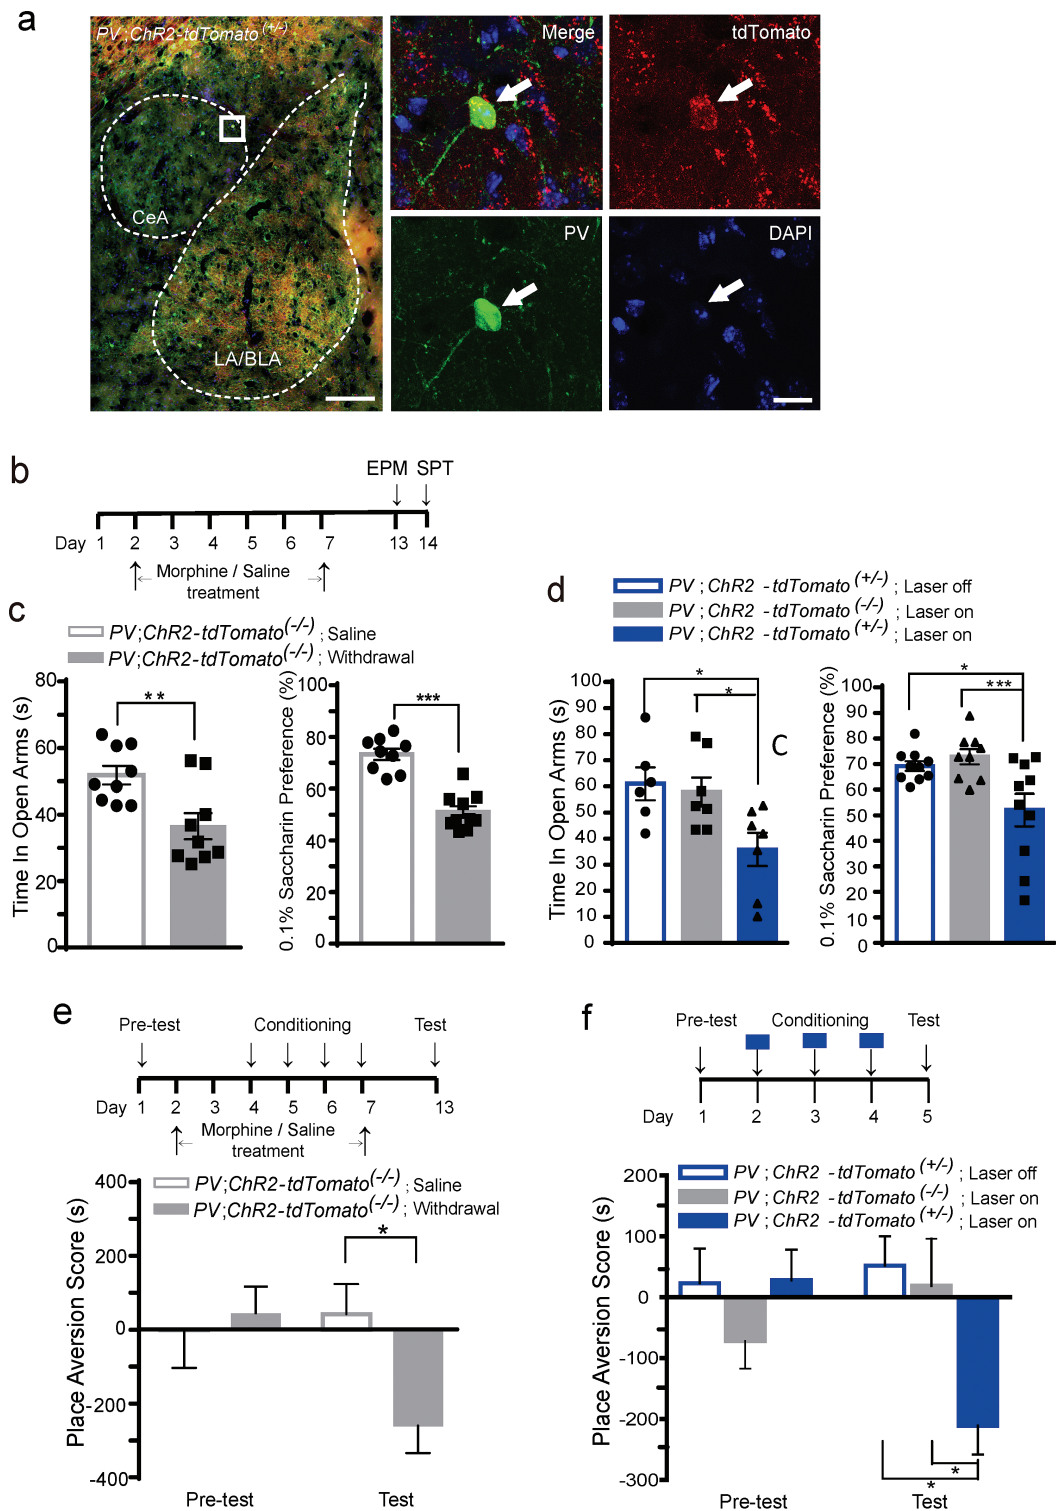 a
PV ; ChR2 - tdTomato (+/-)
CeA
LA/BLA
Merge
tdTomato
PV
DAPI
b
EPM SPT
Day 1 2 3 4 5 6 7 13 14
Morphine / Saline
treatment
c
PV;ChR2-tdTomato(-/-) ; Saline
PV;ChR2-tdTomato(-/-) ; Withdrawal
Time In Open Arms (s)
80
60
40
20
0
**
0.1% Saccharin Preference (%)
100
80
60
40
20
0
***
d
PV ; ChR2 - tdTomato (+/-) ; Laser off
PV ; ChR2 - tdTomato (-/-) ; Laser on
PV ; ChR2 - tdTomato (+/-) ; Laser on
Time In Open Arms (s)
100
90
80
70
60
50
40
30
20
10
0
*
*
C
0.1% Saccharin Preference (%)
100
90
80
70
60
50
40
30
20
10
0
*
***
e
Pre-test Conditioning Test
Day 1 2 3 4 5 6 7 13
Morphine / Saline
treatment
PV;ChR2-tdTomato(-/-) ; Saline
PV;ChR2-tdTomato(-/-) ; Withdrawal
Place Aversion Score (s)
400
200
0
-200
-400
*
Pre-test Test
f
Pre-test Conditioning Test
Day 1 2 3 4 5
PV ; ChR2 - tdTomato (+/-) ; Laser off
PV ; ChR2 - tdTomato (-/-) ; Laser on
PV ; ChR2 - tdTomato (+/-) ; Laser on
Place Aversion Score (s)
200
100
0
-100
-200
-300
*
*
Pre-test Test